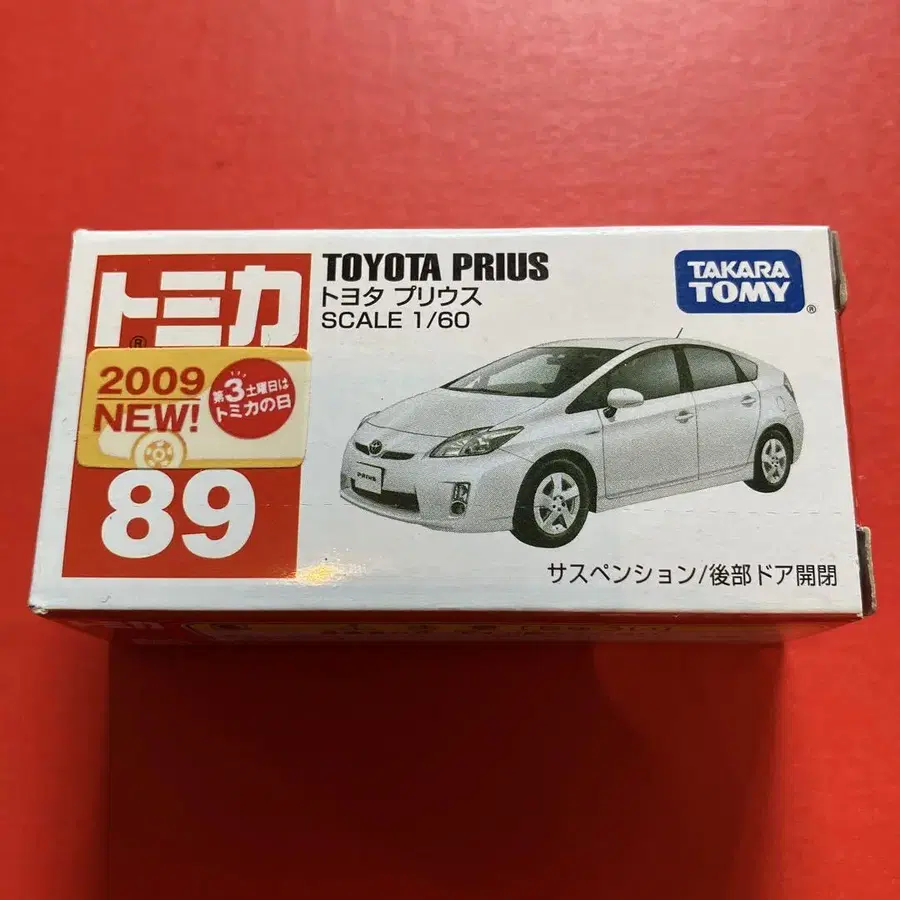 トミカ®
2009
NEW!
第3土曜日は
トミカの日
89
TOYOTA PRIUS
トヨタ プリウス
SCALE 1/60
TAKARA
TOMY®
PRIUS
サスペンション/後部ドア開閉